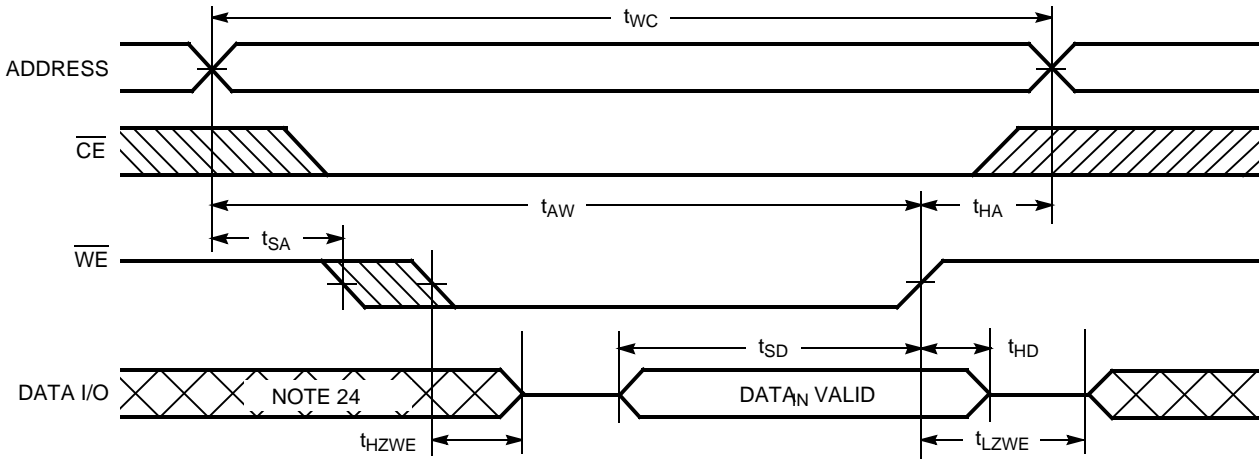 tWC
ADDRESS
CE
tAW
tHA
tSA
WE
tSD
tHD
DATA I/O
NOTE 24
DATAIN VALID
tHZWE
tLZWE